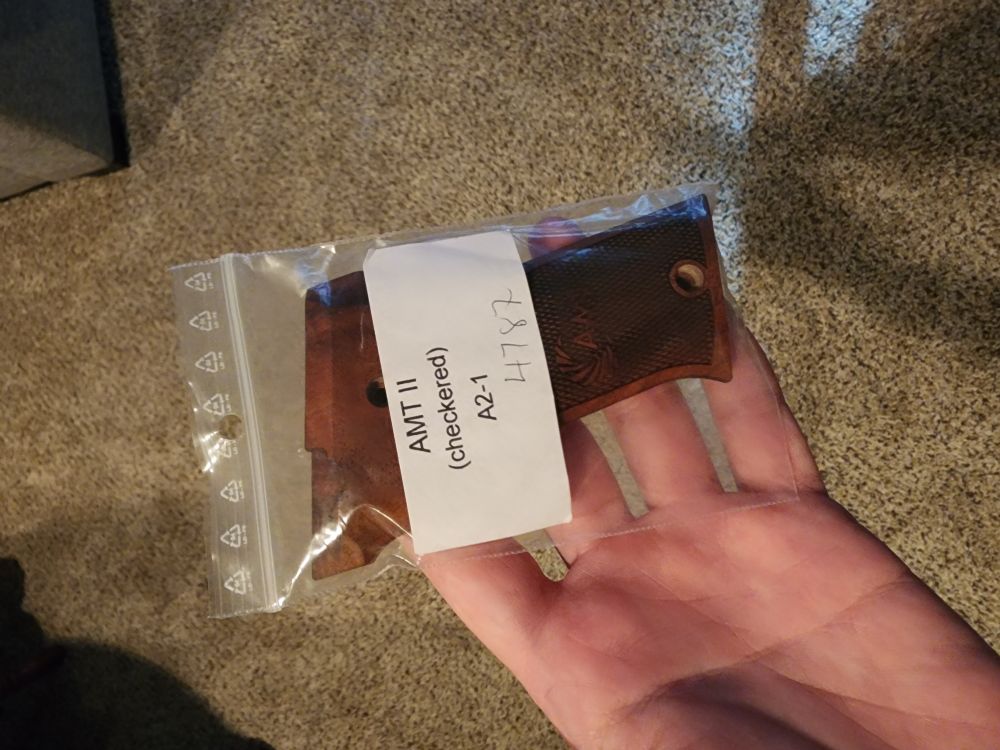 AMT II
(checkered)
A2-1
4787